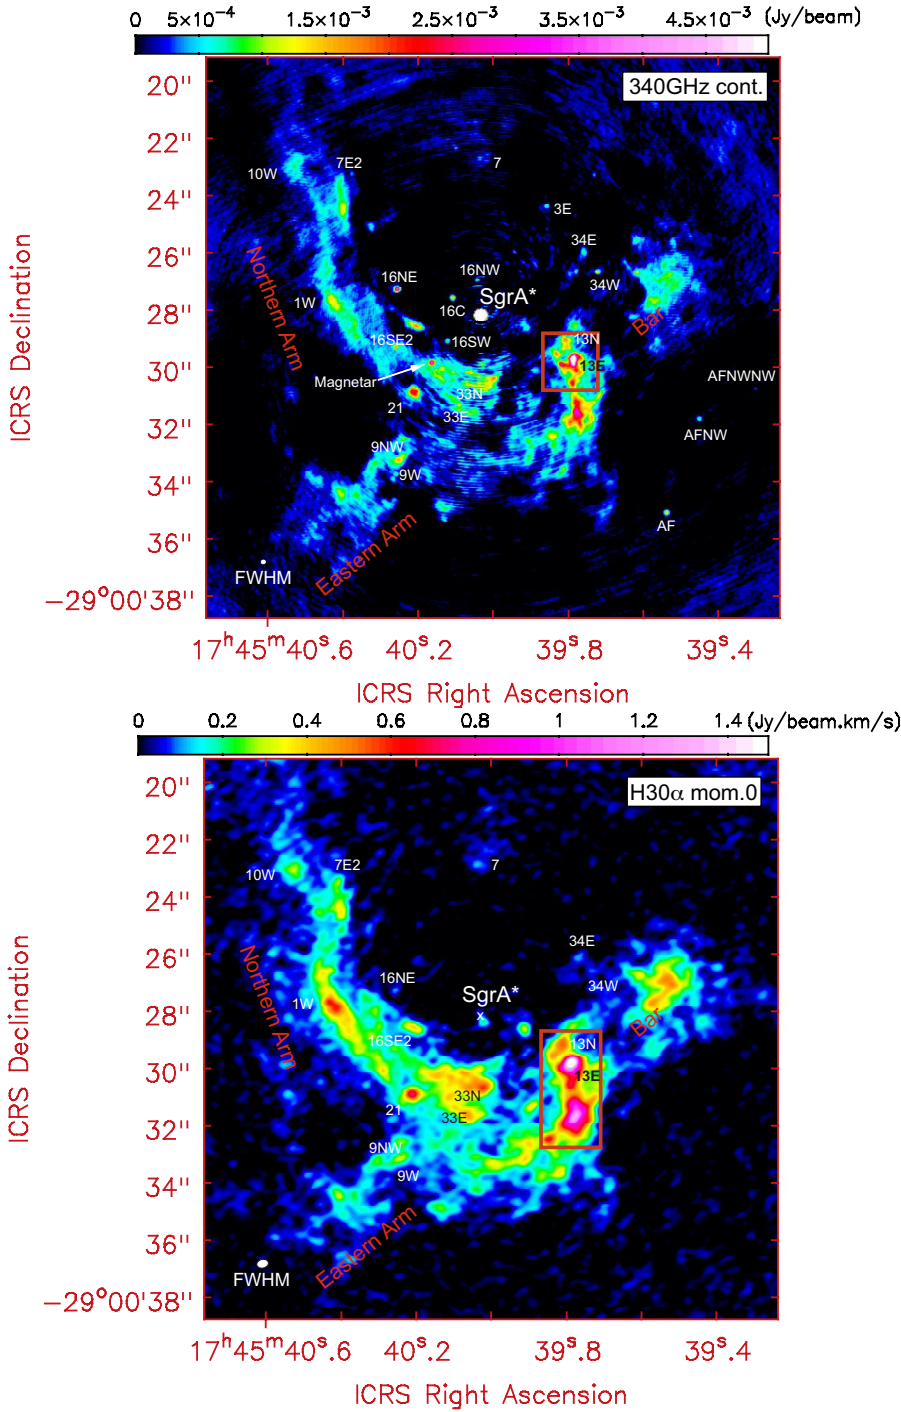 0 5×10⁻⁴ 1.5×10⁻³ 2.5×10⁻³ 3.5×10⁻³ 4.5×10⁻³ (Jy/beam)
340GHz cont.
20"
22"
7E2 7
10W
24"
3E
34E
Northern Arm
26"
16NE 16NW 34W
SgrA*
1W
16C
28"
Bar
16SE2 16SW 13N
30"
13E
Magnetar
AFNWNW
33N
21
33E
32"
AFNW
9NW
9W
34"
AF
Eastern Arm
36"
FWHM
−29°00'38"
17ʰ45ᵐ40ˢ.6 40ˢ.2 39ˢ.8 39ˢ.4
ICRS Declination
ICRS Right Ascension
0 0.2 0.4 0.6 0.8 1 1.2 1.4 (Jy/beam.km/s)
H30α mom.0
20"
22"
7E2 7
10W
24"
34E
26"
Northern Arm
16NE 34W
SgrA*
x
1W
28"
Bar
16SE2 13N
30"
13E
33N
21
33E
32"
9NW
9W
34"
Eastern Arm
36"
FWHM
−29°00'38"
17ʰ45ᵐ40ˢ.6 40ˢ.2 39ˢ.8 39ˢ.4
ICRS Declination
ICRS Right Ascension